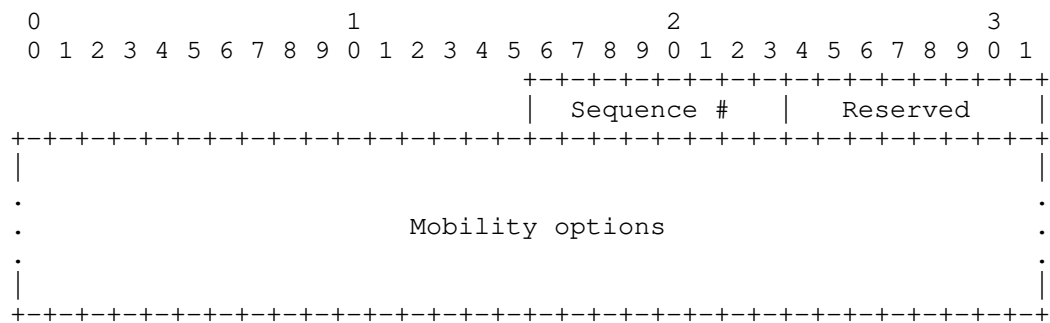 0                   1                   2                   3
0 1 2 3 4 5 6 7 8 9 0 1 2 3 4 5 6 7 8 9 0 1 2 3 4 5 6 7 8 9 0 1
+-+-+-+-+-+-+-+-+-+-+-+-+-+-+-+-+
|  Sequence #   |   Reserved    |
+-+-+-+-+-+-+-+-+-+-+-+-+-+-+-+-+-+-+-+-+-+-+-+-+-+-+-+-+-+-+-+-+
|                                                               |
.                                                               .
.                        Mobility options                       .
.                                                               .
|                                                               |
+-+-+-+-+-+-+-+-+-+-+-+-+-+-+-+-+-+-+-+-+-+-+-+-+-+-+-+-+-+-+-+-+